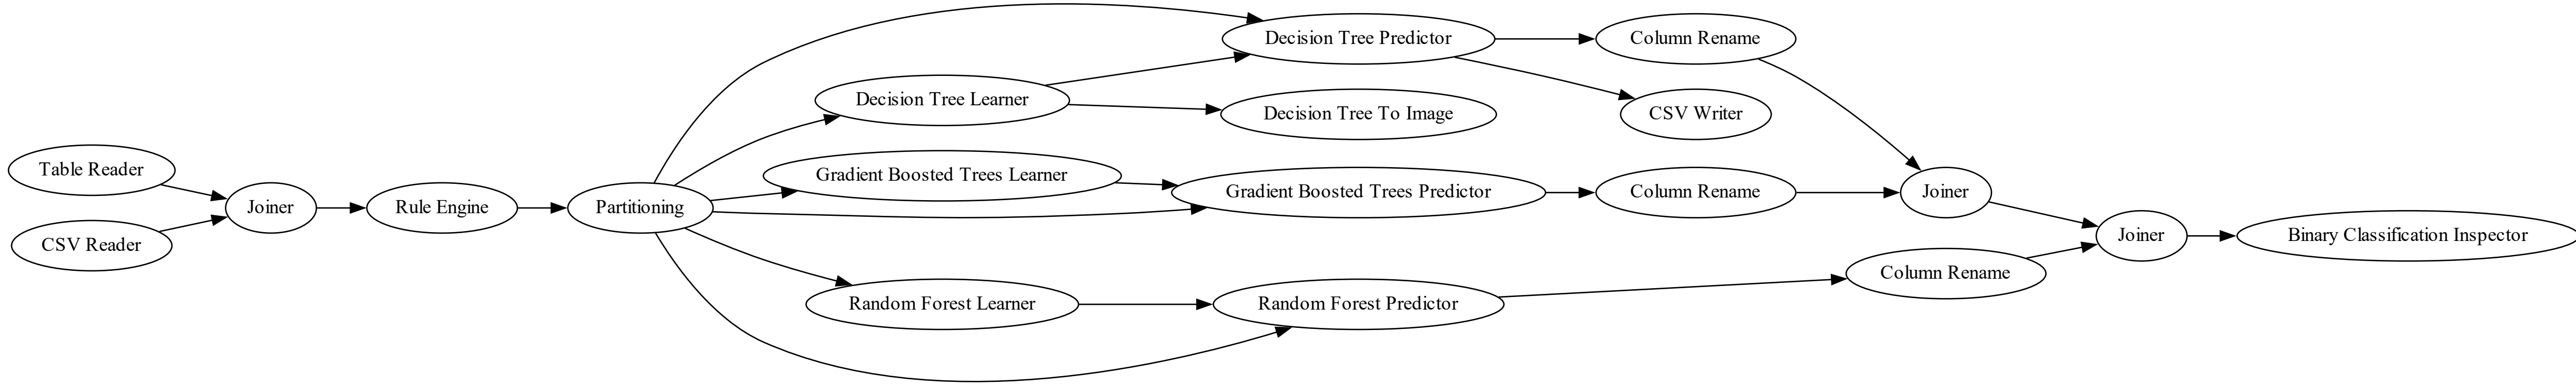 Table Reader
CSV Reader
Joiner
Rule Engine
Partitioning
Decision Tree Learner
Gradient Boosted Trees Learner
Random Forest Learner
Decision Tree Predictor
Decision Tree To Image
Gradient Boosted Trees Predictor
Random Forest Predictor
Column Rename
CSV Writer
Column Rename
Column Rename
Joiner
Joiner
Binary Classification Inspector